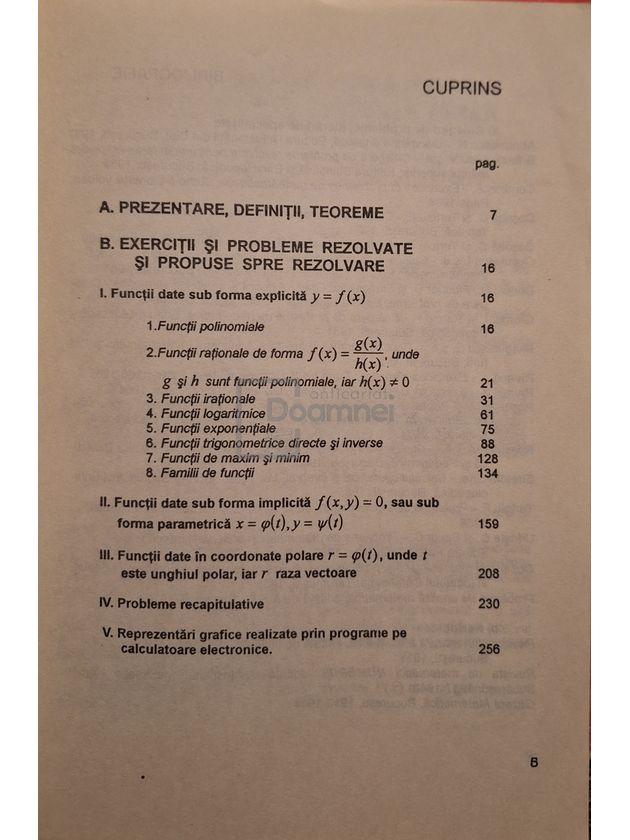 CUPRINS
pag.
A. PREZENTARE, DEFINIȚII, TEOREME 7
B. EXERCIȚII ȘI PROBLEME REZOLVATE
ȘI PROPUSE SPRE REZOLVARE 16
I. Funcții date sub forma explicită y = f(x) 16
1.Funcții polinomiale 16
2.Funcții raționale de forma f(x) = g(x)/h(x), unde
g și h sunt funcții polinomiale, iar h(x) ≠ 0 21
3. Funcții iraționale 31
4. Funcții logaritmice 61
5. Funcții exponențiale 75
6. Funcții trigonometrice directe și inverse 88
7. Funcții de maxim și minim 128
8. Familii de funcții 134
II. Funcții date sub forma implicită f(x,y) = 0, sau sub
forma parametrică x = φ(t), y = ψ(t) 159
III. Funcții date în coordonate polare r = φ(t), unde t
este unghiul polar, iar r raza vectoare 208
IV. Probleme recapitulative 230
V. Reprezentări grafice realizate prin programe pe
calculatoare electronice. 256
5
anticariat
Doamnei